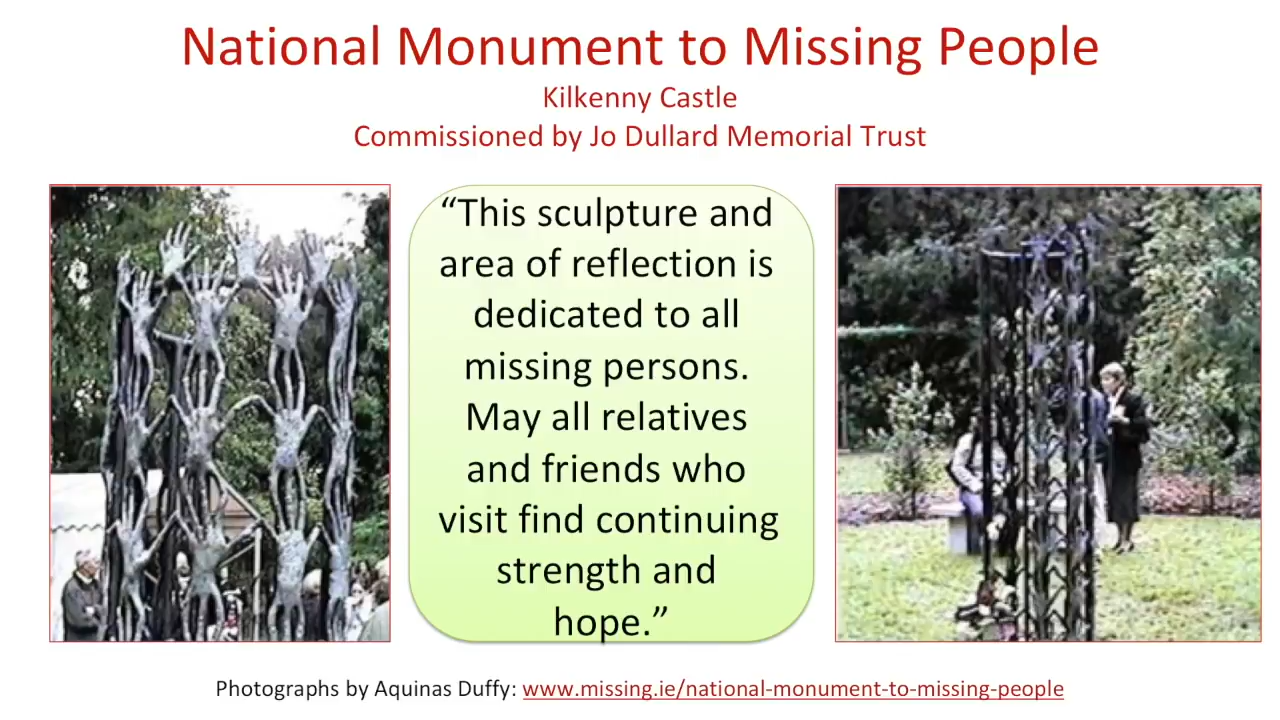 National Monument to Missing People
Kilkenny Castle
Commissioned by Jo Dullard Memorial Trust
“This sculpture and
area of reflection is
dedicated to all
missing persons.
May all relatives
and friends who
visit find continuing
strength and
hope.”
Photographs by Aquinas Duffy: www.missing.ie/national-monument-to-missing-people